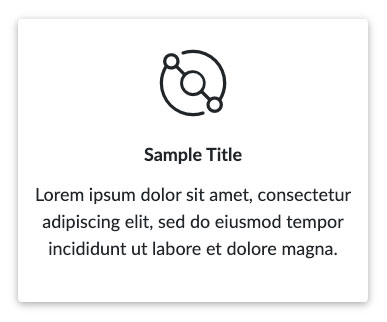 Sample Title
Lorem ipsum dolor sit amet, consectetur
adipiscing elit, sed do eiusmod tempor
incididunt ut labore et dolore magna.